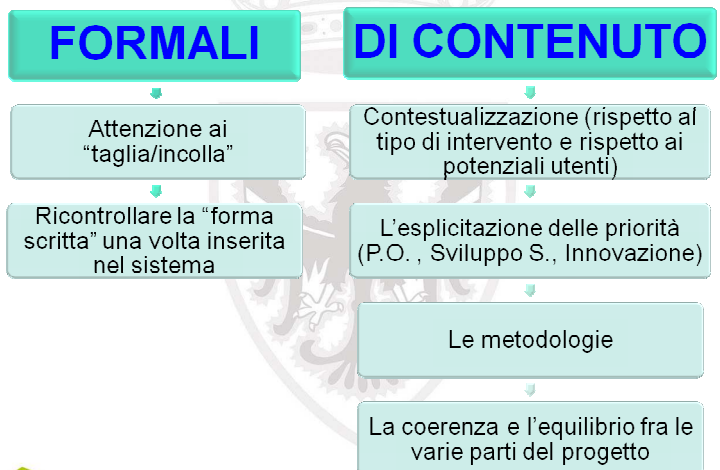 FORMALI
Attenzione ai
“taglia/incolla”
Ricontrollare la “forma
scritta” una volta inserita
nel sistema
DI CONTENUTO
Contestualizzazione (rispetto al
tipo di intervento e rispetto ai
potenziali utenti)
L’esplicitazione delle priorità
(P.O. , Sviluppo S., Innovazione)
Le metodologie
La coerenza e l’equilibrio fra le
varie parti del progetto